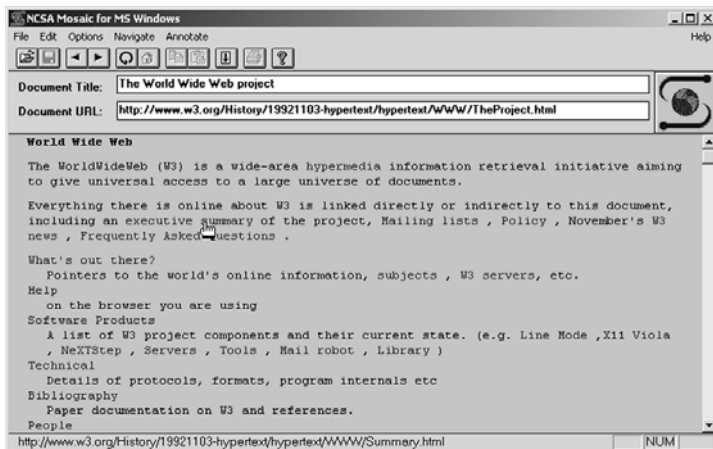 NCSA Mosaic for MS Windows
File Edit Options Navigate Annotate Help
Document Title: The World Wide Web project
Document URL: http://www.w3.org/History/19921103-hypertext/hypertext/WWW/TheProject.html
World Wide Web
The WorldWideWeb (W3) is a wide-area hypermedia information retrieval initiative aiming
to give universal access to a large universe of documents.
Everything there is online about W3 is linked directly or indirectly to this document,
including an executive summary of the project, Mailing lists , Policy , November's W3
news , Frequently Asked Questions .
What's out there?
Pointers to the world's online information, subjects , W3 servers, etc.
Help
on the browser you are using
Software Products
A list of W3 project components and their current state. (e.g. Line Mode ,X11 Viola
, NeXTStep , Servers , Tools , Mail robot , Library )
Technical
Details of protocols, formats, program internals etc
Bibliography
Paper documentation on W3 and references.
People
http://www.w3.org/History/19921103-hypertext/hypertext/WWW/Summary.html NUM